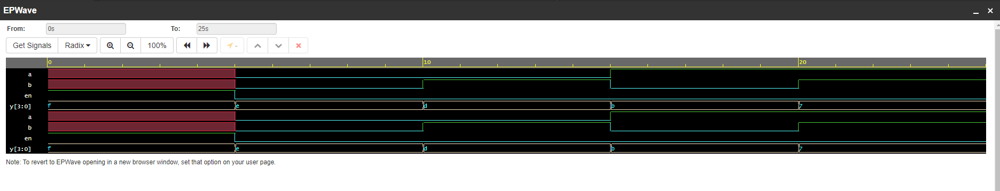 EPWave
From: 0s To: 25s
Get Signals Radix 100% -
0 10 20
a
b
en
y[3:0] f e d b 7
a
b
en
y[3:0] f e d b 7
Note: To revert to EPWave opening in a new browser window, set that option on your user page.